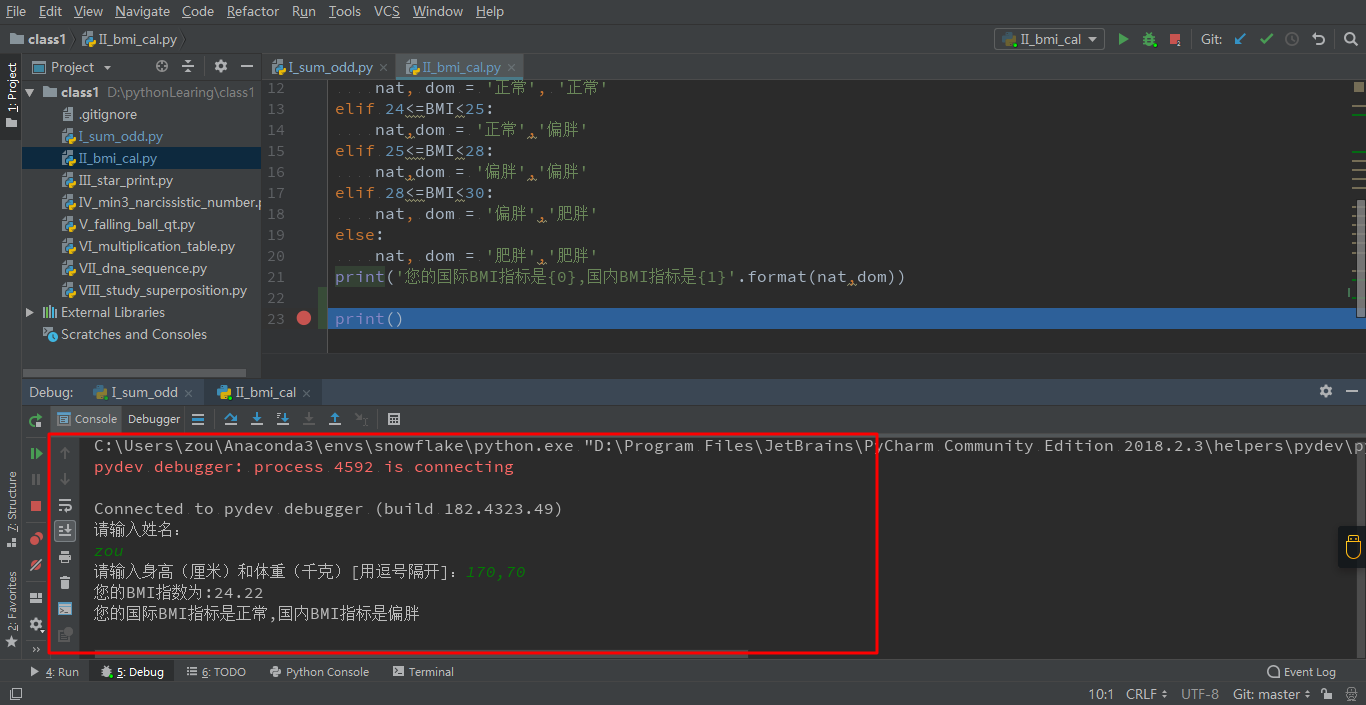 File Edit View Navigate Code Refactor Run Tools VCS Window Help
class1 II_bmi_cal.py II_bmi_cal Git:
1: Project
Project
I_sum_odd.py II_bmi_cal.py
class1 D:\pythonLearing\class1
.gitignore
I_sum_odd.py
II_bmi_cal.py
III_star_print.py
IV_min3_narcissistic_number.p
V_falling_ball_qt.py
VI_multiplication_table.py
VII_dna_sequence.py
VIII_study_superposition.py
External Libraries
Scratches and Consoles
12 nat, dom = '正常', '正常'
13 elif 24<=BMI<25:
14 nat,dom = '正常','偏胖'
15 elif 25<=BMI<28:
16 nat,dom = '偏胖','偏胖'
17 elif 28<=BMI<30:
18 nat, dom = '偏胖','肥胖'
19 else:
20 nat, dom = '肥胖','肥胖'
21 print('您的国际BMI指标是{0},国内BMI指标是{1}'.format(nat,dom))
22
23 print()
Debug: I_sum_odd II_bmi_cal
Console Debugger
7: Structure
2: Favorites
C:\Users\zou\Anaconda3\envs\snowflake\python.exe "D:\Program Files\JetBrains\PyCharm Community Edition 2018.2.3\helpers\pydev\py
pydev debugger: process 4592 is connecting
Connected to pydev debugger (build 182.4323.49)
请输入姓名：
zou
请输入身高（厘米）和体重（千克）[用逗号隔开]：170,70
您的BMI指数为:24.22
您的国际BMI指标是正常,国内BMI指标是偏胖
4: Run 5: Debug 6: TODO Python Console Terminal Event Log
10:1 CRLF UTF-8 Git: master